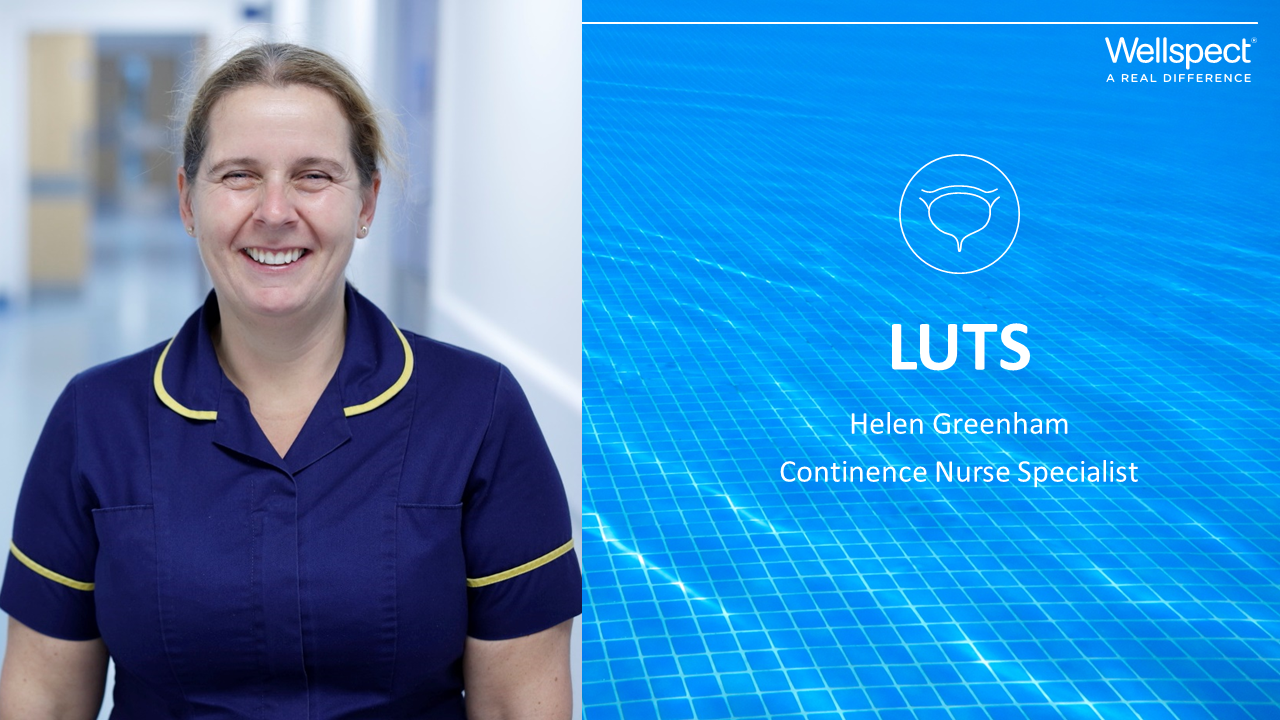 Wellspect®
A REAL DIFFERENCE
LUTS
Helen Greenham
Continence Nurse Specialist